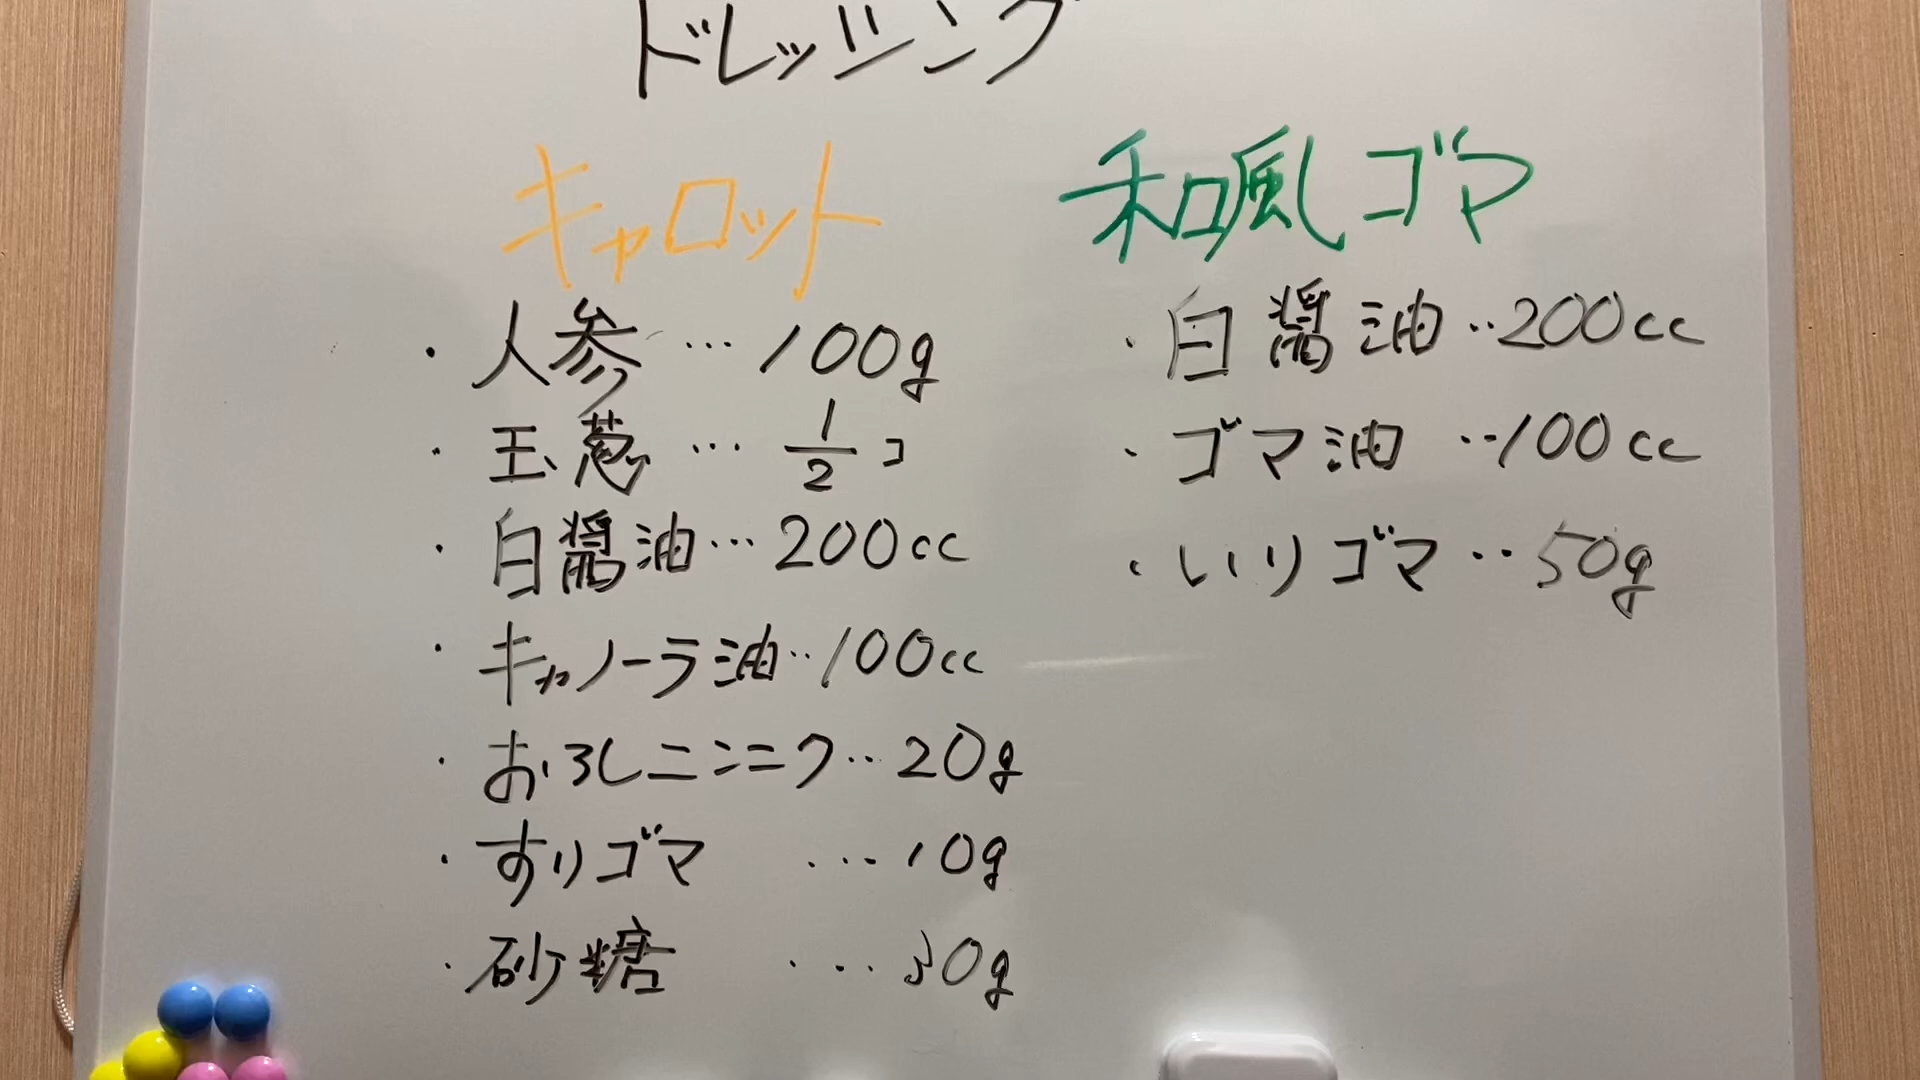 ドレッシング
キャロット
・人参…100g
・玉葱…1/2コ
・白醤油…200cc
・キャノーラ油‥100cc
・おろしニンニク‥20g
・すりゴマ …10g
・砂糖 …30g
和風ゴマ
・白醤油‥200cc
・ゴマ油‥100cc
・いりゴマ‥50g